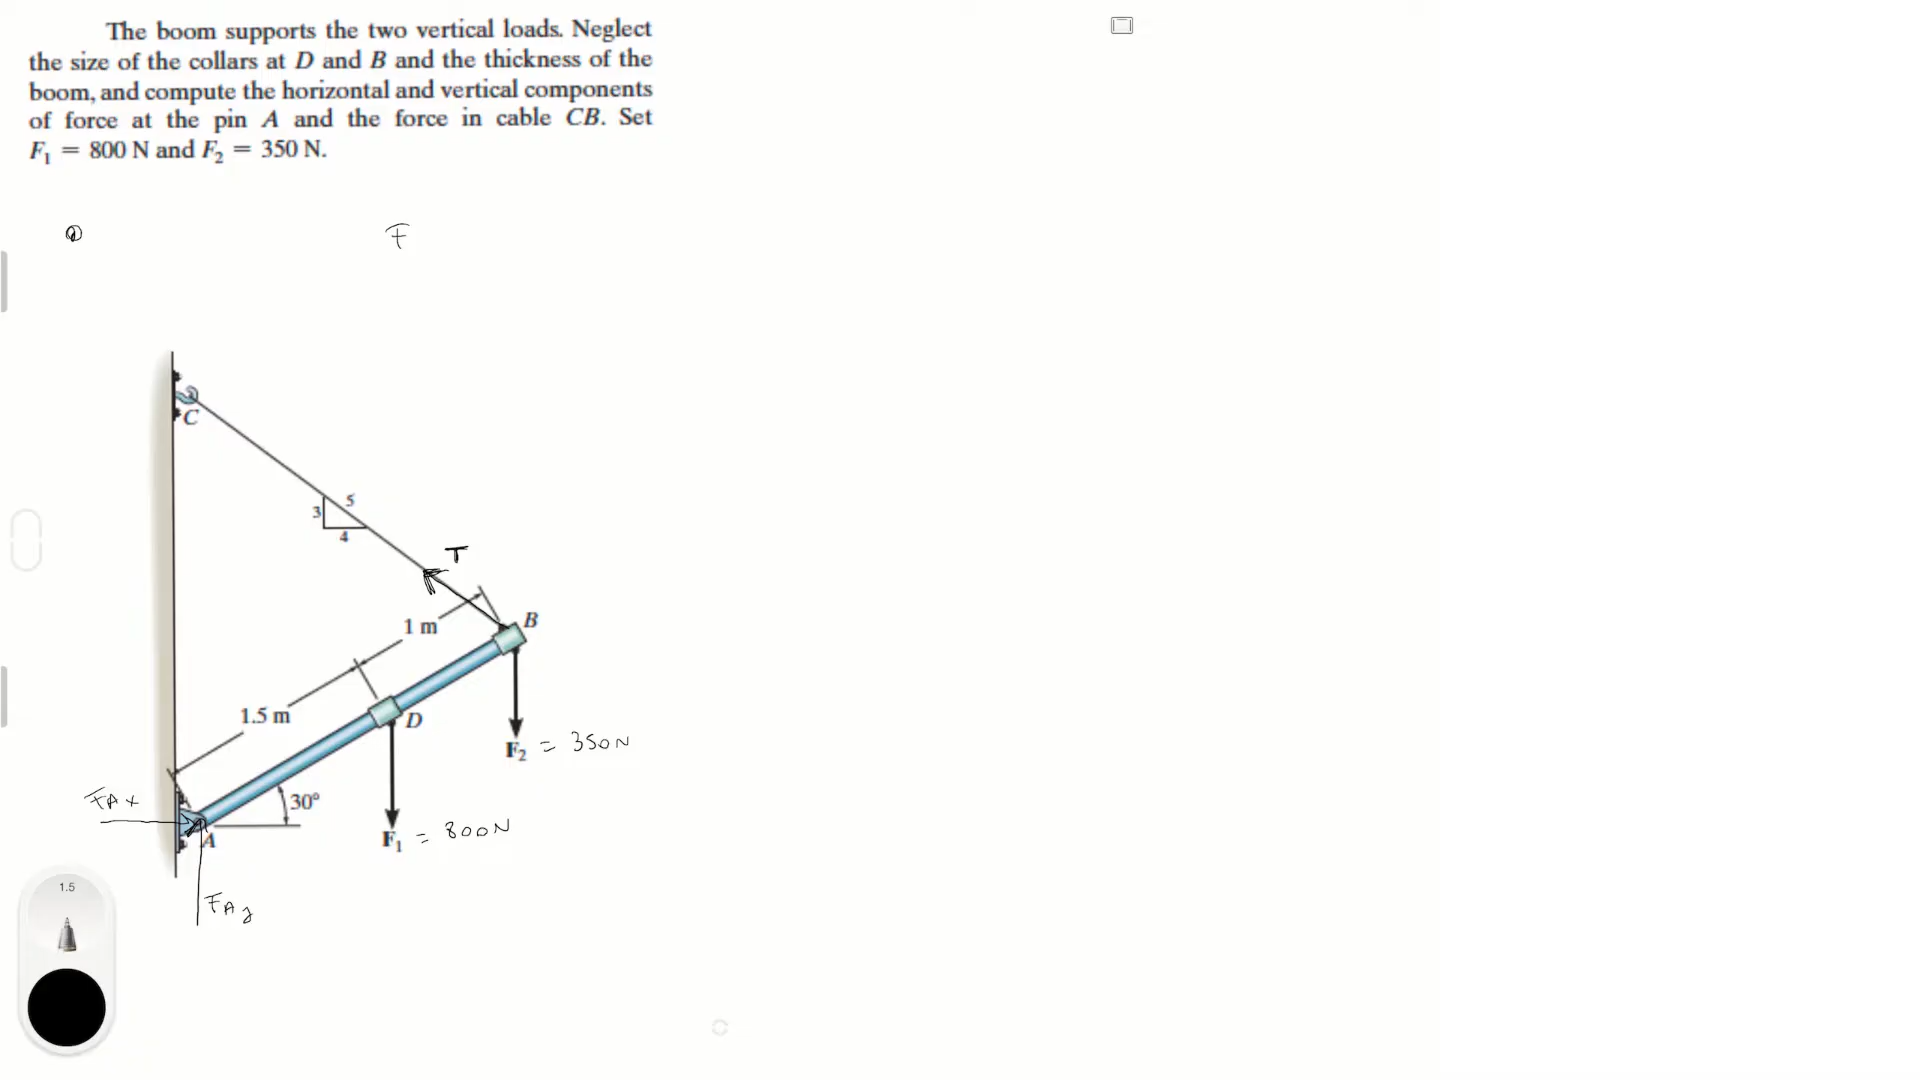 The boom supports the two vertical loads. Neglect
the size of the collars at D and B and the thickness of the
boom, and compute the horizontal and vertical components
of force at the pin A and the force in cable CB. Set
F₁ = 800 N and F₂ = 350 N.
F
C
5
3
4
T
B
1 m
1.5 m
D
F₂ = 350N
FAx
30°
A
F₁ = 800N
FAy
1.5